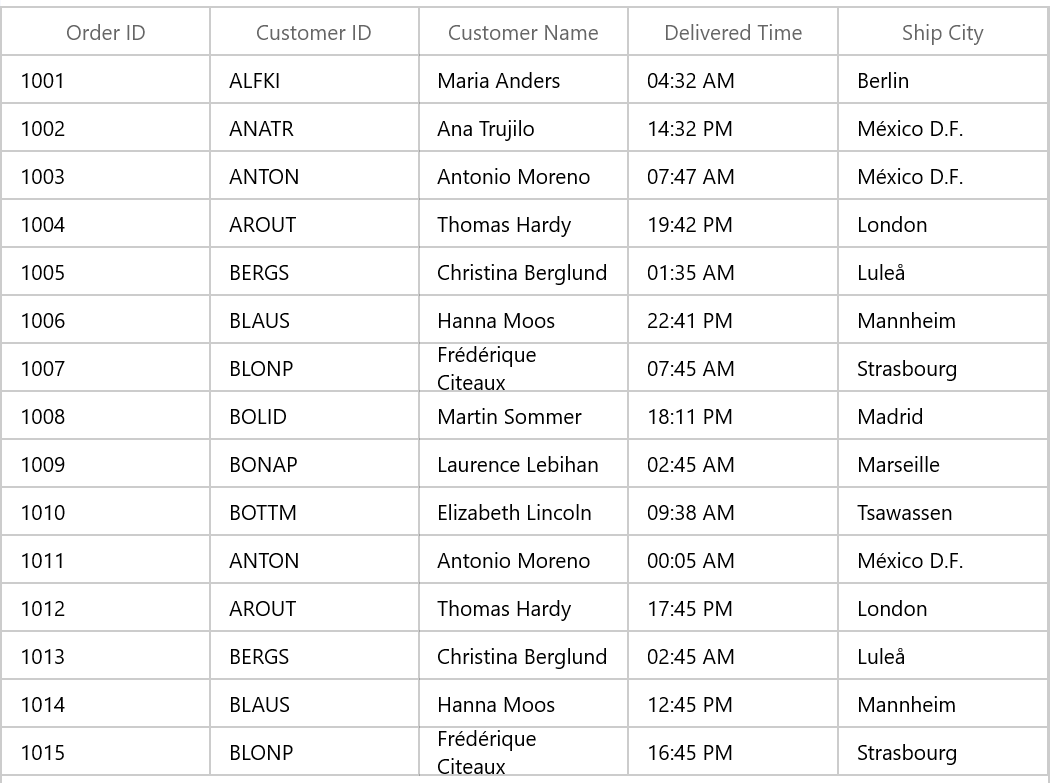 Order ID Customer ID Customer Name Delivered Time Ship City
1001 ALFKI Maria Anders 04:32 AM Berlin
1002 ANATR Ana Trujilo 14:32 PM México D.F.
1003 ANTON Antonio Moreno 07:47 AM México D.F.
1004 AROUT Thomas Hardy 19:42 PM London
1005 BERGS Christina Berglund 01:35 AM Luleå
1006 BLAUS Hanna Moos 22:41 PM Mannheim
1007 BLONP Frédérique Citeaux 07:45 AM Strasbourg
1008 BOLID Martin Sommer 18:11 PM Madrid
1009 BONAP Laurence Lebihan 02:45 AM Marseille
1010 BOTTM Elizabeth Lincoln 09:38 AM Tsawassen
1011 ANTON Antonio Moreno 00:05 AM México D.F.
1012 AROUT Thomas Hardy 17:45 PM London
1013 BERGS Christina Berglund 02:45 AM Luleå
1014 BLAUS Hanna Moos 12:45 PM Mannheim
1015 BLONP Frédérique Citeaux 16:45 PM Strasbourg